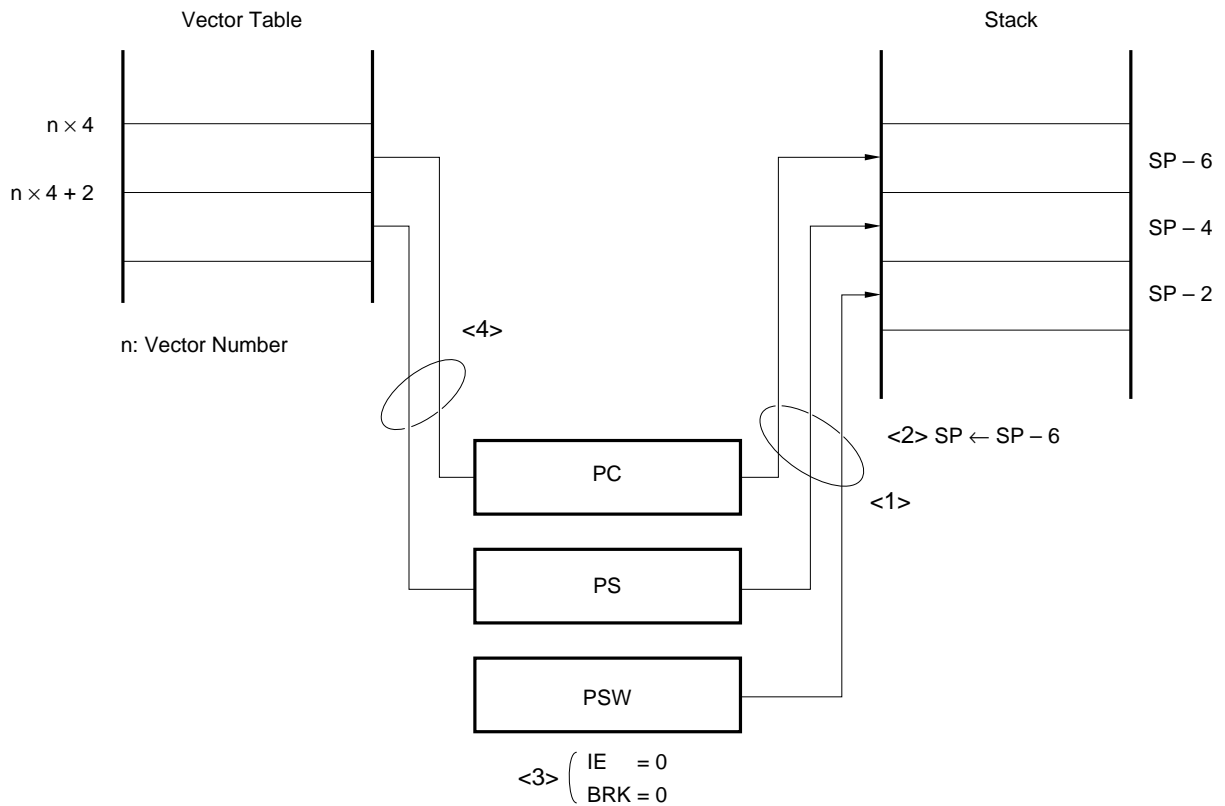 Vector Table
Stack
n × 4
n × 4 + 2
SP – 6
SP – 4
SP – 2
n: Vector Number
<4>
<2> SP ← SP – 6
PC
<1>
PS
PSW
<3>
IE = 0
BRK = 0